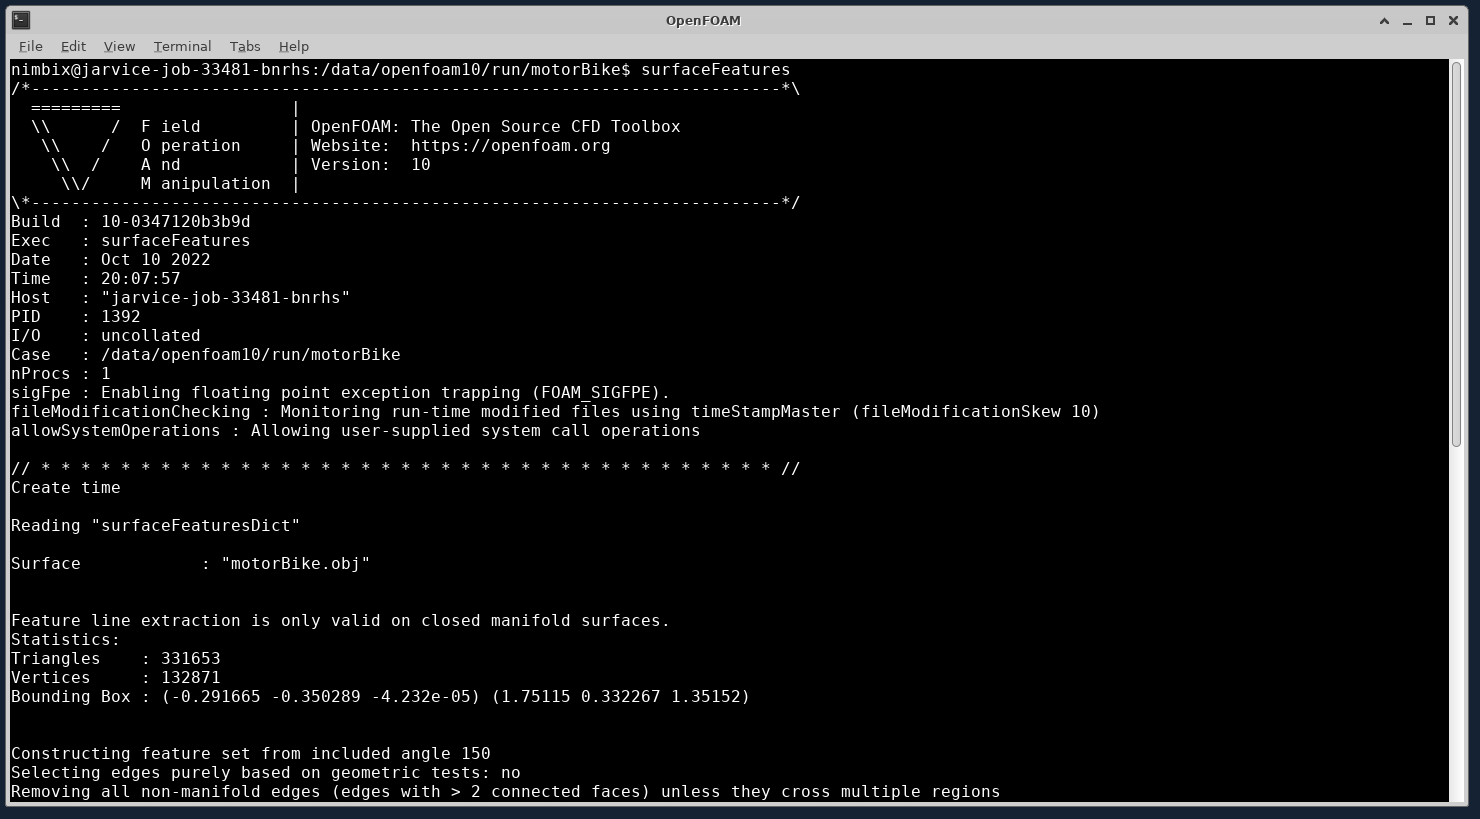 OpenFOAM
File Edit View Terminal Tabs Help
nimbix@jarvice-job-33481-bnrhs:/data/openfoam10/run/motorBike$ surfaceFeatures
/*---------------------------------------------------------------------------*\
  =========                 |
  \\      /  F ield         | OpenFOAM: The Open Source CFD Toolbox
   \\    /   O peration     | Website:  https://openfoam.org
    \\  /    A nd           | Version:  10
     \\/     M anipulation  |
\*---------------------------------------------------------------------------*/
Build  : 10-0347120b3b9d
Exec   : surfaceFeatures
Date   : Oct 10 2022
Time   : 20:07:57
Host   : "jarvice-job-33481-bnrhs"
PID    : 1392
I/O    : uncollated
Case   : /data/openfoam10/run/motorBike
nProcs : 1
sigFpe : Enabling floating point exception trapping (FOAM_SIGFPE).
fileModificationChecking : Monitoring run-time modified files using timeStampMaster (fileModificationSkew 10)
allowSystemOperations : Allowing user-supplied system call operations

// * * * * * * * * * * * * * * * * * * * * * * * * * * * * * * * * * * * * * //
Create time

Reading "surfaceFeaturesDict"

Surface            : "motorBike.obj"


Feature line extraction is only valid on closed manifold surfaces.
Statistics:
Triangles    : 331653
Vertices     : 132871
Bounding Box : (-0.291665 -0.350289 -4.232e-05) (1.75115 0.332267 1.35152)


Constructing feature set from included angle 150
Selecting edges purely based on geometric tests: no
Removing all non-manifold edges (edges with > 2 connected faces) unless they cross multiple regions